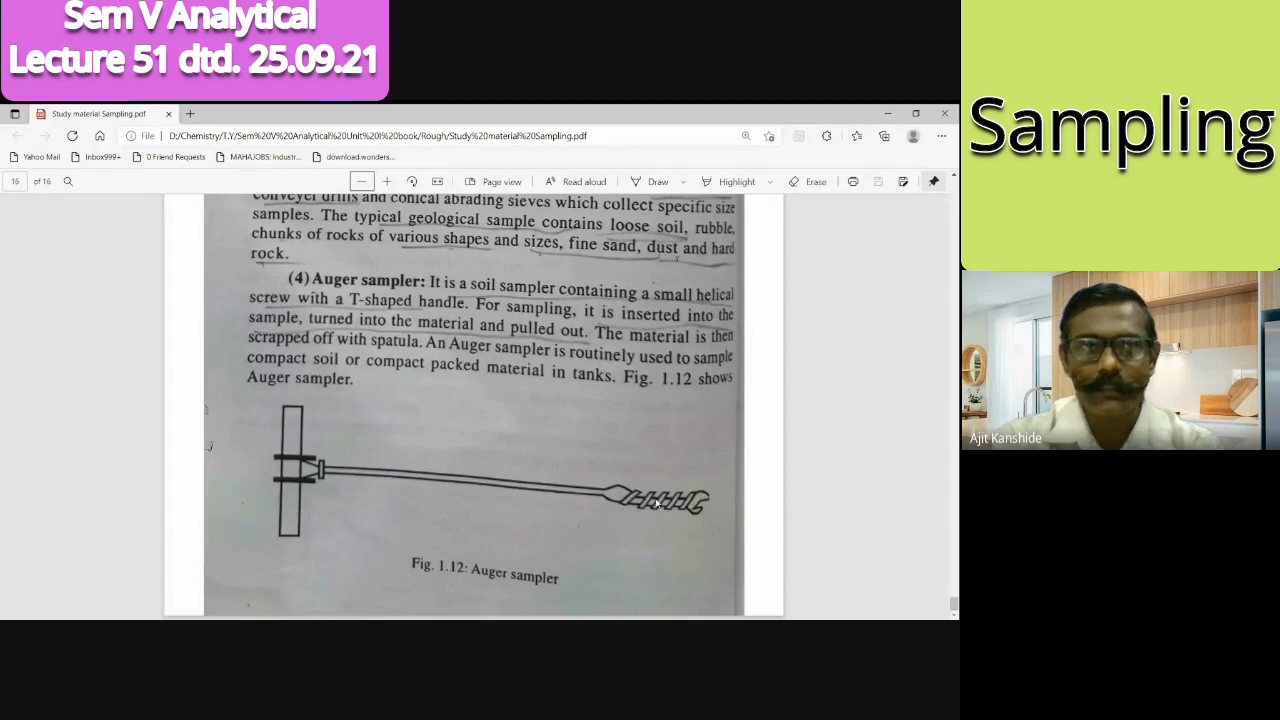 Sem V Analytical
Lecture 51 dtd. 25.09.21
Sampling
Study material Sampling.pdf
File
D:/Chemistry/T.Y/Sem%20V%20Analytical%20Unit%20I%20book/Rough/Study%20material%20Sampling.pdf
Yahoo Mail
Inbox999+
0 Friend Requests
MAHAJOBS: Industr...
download.wonders...
16 of 16
Page view
Read aloud
Draw
Highlight
Erase
conveyer drills and conical abrading sieves which collect specific size
samples. The typical geological sample contains loose soil, rubble,
chunks of rocks of various shapes and sizes, fine sand, dust and hard
rock.
(4) Auger sampler: It is a soil sampler containing a small helical
screw with a T-shaped handle. For sampling, it is inserted into the
sample, turned into the material and pulled out. The material is then
scrapped off with spatula. An Auger sampler is routinely used to sample
compact soil or compact packed material in tanks. Fig. 1.12 shows
Auger sampler.
Fig. 1.12: Auger sampler
Ajit Kanshide